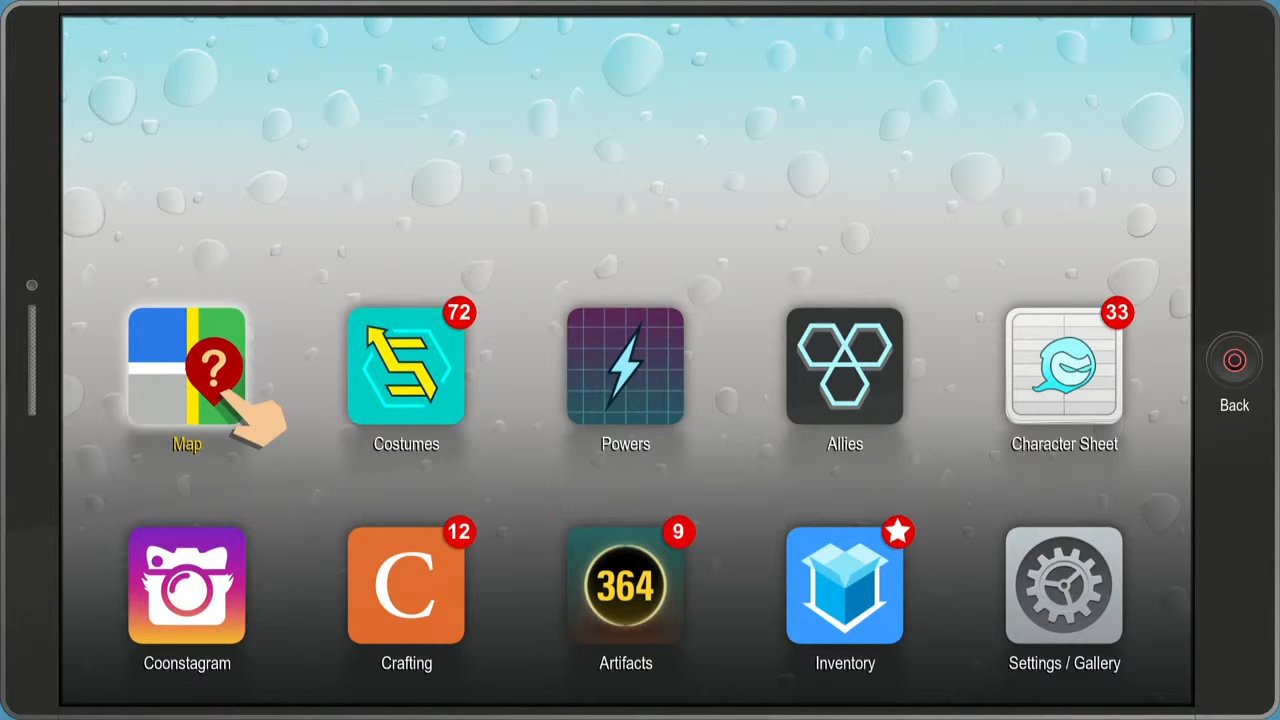 72
33
?
Map
Costumes
Powers
Allies
Character Sheet
Back
12
9
C
364
Coonstagram
Crafting
Artifacts
Inventory
Settings / Gallery